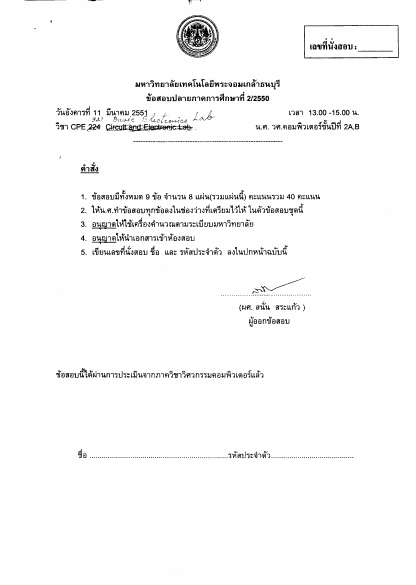 เลขที่นั่งสอบ : ________
มหาวิทยาลัยเทคโนโลยีพระจอมเกล้าธนบุรี
ข้อสอบปลายภาคการศึกษาที่ 2/2550
วันอังคารที่ 11 มีนาคม 2551 เวลา 13.00 -15.00 น.
Basic Electronics Lab
วิชา CPE 224 Circuit and Electronic Lab . น.ศ. วศ.คอมพิวเตอร์ชั้นปีที่ 2A,B
คำสั่ง
1. ข้อสอบมีทั้งหมด 9 ข้อ จำนวน 8 แผ่น(รวมแผ่นนี้) คะแนนรวม 40 คะแนน
2. ให้น.ศ.ทำข้อสอบทุกข้อลงในช่องว่างที่เตรียมไว้ให้ ในตัวข้อสอบชุดนี้
3. อนุญาตให้ใช้เครื่องคำนวณตามระเบียบมหาวิทยาลัย
4. อนุญาตให้นำเอกสารเข้าห้องสอบ
5. เขียนเลขที่นั่งสอบ ชื่อ และ รหัสประจำตัว ลงในปกหน้าฉบับนี้
(ผศ. สนั่น สระแก้ว )
ผู้ออกข้อสอบ
ข้อสอบนี้ได้ผ่านการประเมินจากภาควิชาวิศวกรรมคอมพิวเตอร์แล้ว
ชื่อ ........................................................รหัสประจำตัว..................................